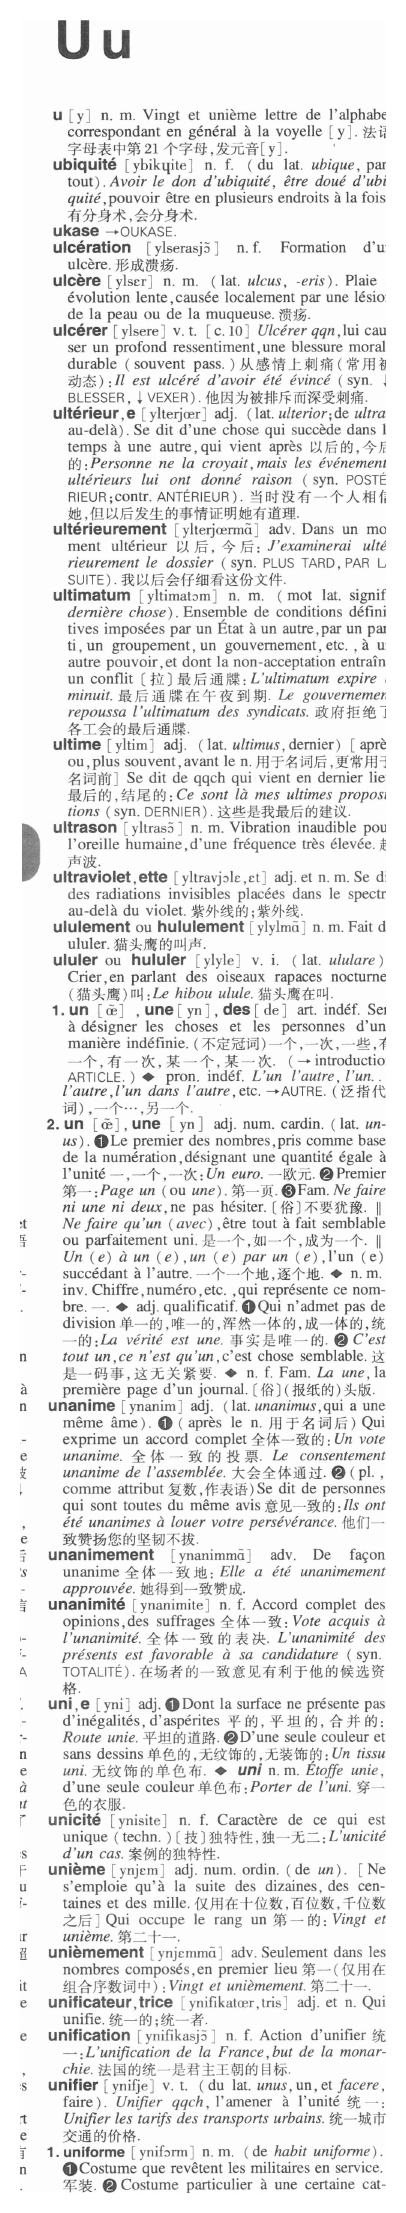 Uu
u [y] n. m. Vingt et unième lettre de l'alphabe
correspondant en général à la voyelle [y]. 法语
字母表中第21个字母,发元音[y].
ubiquité [ybikɥite] n. f. (du lat. ubique, par
tout). Avoir le don d'ubiquité, être doué d'ubi
quité,pouvoir être en plusieurs endroits à la fois
有分身术,会分身术.
ukase →OUKASE.
ulcération [ylserasjɔ̃] n. f. Formation d'u
ulcère. 形成溃疡.
ulcère [ylsɛr] n. m. (lat. ulcus, -eris). Plaie
évolution lente,causée localement par une lésio
de la peau ou de la muqueuse. 溃疡.
ulcérer [ylsere] v. t. [c. 10] Ulcérer qqn,lui cau
ser un profond ressentiment,une blessure moral
durable (souvent pass.) 从感情上刺痛(常用被
动态):Il est ulcéré d'avoir été évincé (syn. ↓
BLESSER, ↓ VEXER). 他因为被排斥而深受刺痛.
ultérieur,e [ylterjœr] adj. (lat. ulterior;de ultra
au-delà). Se dit d'une chose qui succède dans l
temps à une autre,qui vient après 以后的,今后
的:Personne ne la croyait,mais les événement
ultérieurs lui ont donné raison (syn. POSTÉ
RIEUR;contr. ANTÉRIEUR). 当时没有一个人相信
她,但以后发生的事情证明她有道理.
ultérieurement [ylterjœrmɑ̃] adv. Dans un mo
ment ultérieur 以后,今后: J'examinerai ulté
rieurement le dossier (syn. PLUS TARD, PAR LA
SUITE). 我以后会仔细看这份文件.
ultimatum [yltimatɔm] n. m. (mot lat. signif
dernière chose). Ensemble de conditions défini
tives imposées par un État à un autre,par un par
ti, un groupement, un gouvernement, etc., à u
autre pouvoir,et dont la non-acceptation entraîn
un conflit [拉]最后通牒:L'ultimatum expire
minuit. 最后通牒在午夜到期. Le gouvernemen
repoussa l'ultimatum des syndicats. 政府拒绝了
各工会的最后通牒.
ultime [yltim] adj. (lat. ultimus,dernier) [aprè
ou,plus souvent,avant le n. 用于名词后,更常用于
名词前] Se dit de qqch qui vient en dernier lie
最后的,结尾的:Ce sont là mes ultimes proposi
tions (syn. DERNIER). 这些是我最后的建议.
ultrason [yltrasɔ̃] n. m. Vibration inaudible pou
l'oreille humaine,d'une fréquence très élevée. 超
声波.
ultraviolet,ette [yltravjɔlɛ,ɛt] adj. et n. m. Se di
des radiations invisibles placées dans le spectr
au-delà du violet. 紫外线的;紫外线.
ululement ou hululement [ylylmɑ̃] n. m. Fait d
ululer. 猫头鹰的叫声.
ululer ou hululer [ylyle] v. i. (lat. ululare)
Crier,en parlant des oiseaux rapaces nocturne
(猫头鹰)叫:Le hibou ulule. 猫头鹰在叫.
1. un [œ̃] , une [yn] , des [de] art. indéf. Ser
à désigner les choses et les personnes d'un
manière indéfinie. (不定冠词)一个,一次,一些,有
一个,有一次,某一个,某一次. (→introductio
ARTICLE.) ◆ pron. indéf. L'un l'autre, l'un..
l'autre,l'un dans l'autre,etc. →AUTRE. (泛指代
词),一个…,另一个.
2. un [œ̃], une [yn] adj. num. cardin. (lat. un-
us). ❶Le premier des nombres,pris comme base
de la numération,désignant une quantité égale à
l'unité 一,一个,一次:Un euro. 一欧元. ❷Premier
第一:Page un (ou une). 第一页. ❸Fam. Ne faire
ni une ni deux,ne pas hésiter. [俗]不要犹豫. ‖
Ne faire qu'un (avec),être tout à fait semblable
ou parfaitement uni. 是一个,如一个,成为一个. ‖
Un (e) à un (e),un (e) par un (e),l'un (e)
succédant à l'autre. 一个一个地,逐个地. ◆ n. m.
inv. Chiffre,numéro,etc. ,qui représente ce nom-
bre. 一. ◆ adj. qualificatif. ❶Qui n'admet pas de
division 单一的,唯一的,浑然一体的,成一体的,统
一的:La vérité est une. 事实是唯一的. ❷ C'est
tout un,ce n'est qu'un,c'est chose semblable. 这
是一码事,这无关紧要. ◆ n. f. Fam. La une, la
première page d'un journal. [俗](报纸的)头版.
unanime [ynanim] adj. (lat. unanimus,qui a une
même âme). ❶ (après le n. 用于名词后) Qui
exprime un accord complet 全体一致的:Un vote
unanime. 全体一致的投票. Le consentement
unanime de l'assemblée. 大会全体通过. ❷(pl.,
comme attribut 复数,作表语)Se dit de personnes
qui sont toutes du même avis 意见一致的:Ils ont
été unanimes à louer votre persévérance. 他们一
致赞扬您的坚韧不拔.
unanimement [ynanimmɑ̃] adv. De façon
unanime 全体一致地: Elle a été unanimement
approuvée. 她得到一致赞成.
unanimité [ynanimite] n. f. Accord complet des
opinions,des suffrages 全体一致:Vote acquis à
l'unanimité. 全体一致的表决. L'unanimité des
présents est favorable à sa candidature (syn.
TOTALITÉ). 在场者的一致意见有利于他的候选资
格.
uni,e [yni] adj. ❶Dont la surface ne présente pas
d'inégalités,d'aspérites 平的,平坦的,合并的:
Route unie. 平坦的道路. ❷D'une seule couleur et
sans dessins 单色的,无纹饰的,无装饰的:Un tissu
uni. 无纹饰的单色布. ◆ uni n. m. Étoffe unie,
d'une seule couleur 单色布:Porter de l'uni. 穿一
色的衣服.
unicité [ynisite] n. f. Caractère de ce qui est
unique (techn.)[技]独特性,独一无二:L'unicité
d'un cas. 案例的独特性.
unième [ynjɛm] adj. num. ordin. (de un). [Ne
s'emploie qu'à la suite des dizaines, des cen-
taines et des mille. 仅用在十位数,百位数,千位数
之后] Qui occupe le rang un 第一的: Vingt et
unième. 第二十一.
unièmement [ynjɛmmɑ̃] adv. Seulement dans les
nombres composés,en premier lieu 第一(仅用在
组合序数词中):Vingt et unièmement. 第二十一.
unificateur,trice [ynifikatœr,tris] adj. et n. Qui
unifie. 统一的;统一者.
unification [ynifikasjɔ̃] n. f. Action d'unifier 统
一:L'unification de la France,but de la monar-
chie. 法国的统一是君主王朝的目标.
unifier [ynifje] v. t. (du lat. unus,un,et facere,
faire). Unifier qqch, l'amener à l'unité 统一:
Unifier les tarifs des transports urbains. 统一城市
交通的价格.
1. uniforme [ynifɔrm] n. m. (de habit uniforme).
❶Costume que revêtent les militaires en service.
军装. ❷ Costume particulier à une certaine cat-